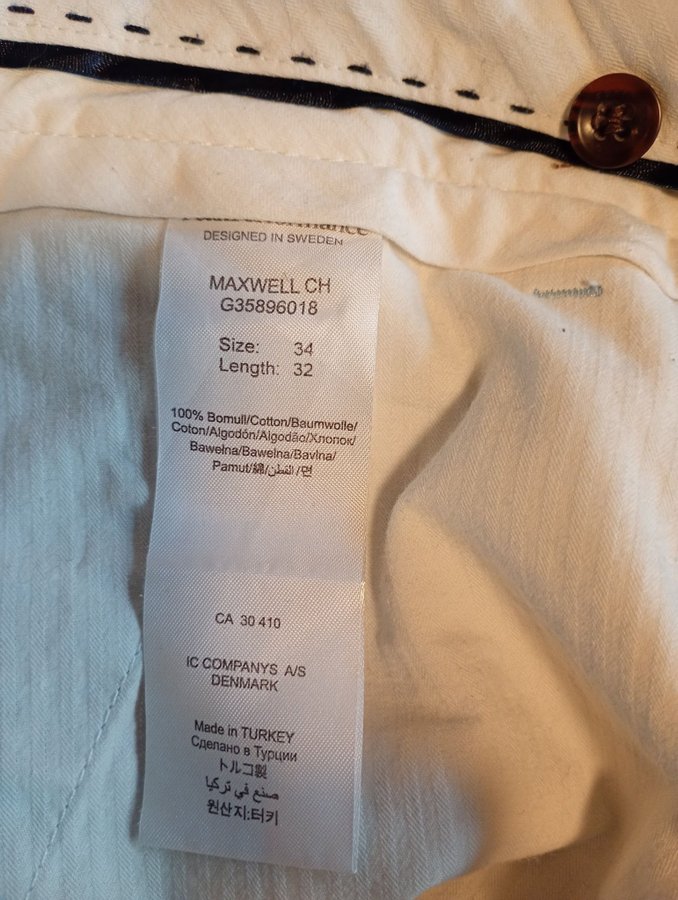 DESIGNED IN SWEDEN
MAXWELL CH
G35896018
Size: 34
Length: 32
100% Bomull/Cotton/Baumwolle/
Coton/Algodón/Algodão/Хлопок/
Bawełna/Bawelna/Bavlna/
Pamut/綿/القطن/면
CA 30 410
IC COMPANYS A/S
DENMARK
Made in TURKEY
Сделано в Турции
トルコ製
صنع في تركيا
원산지:터키